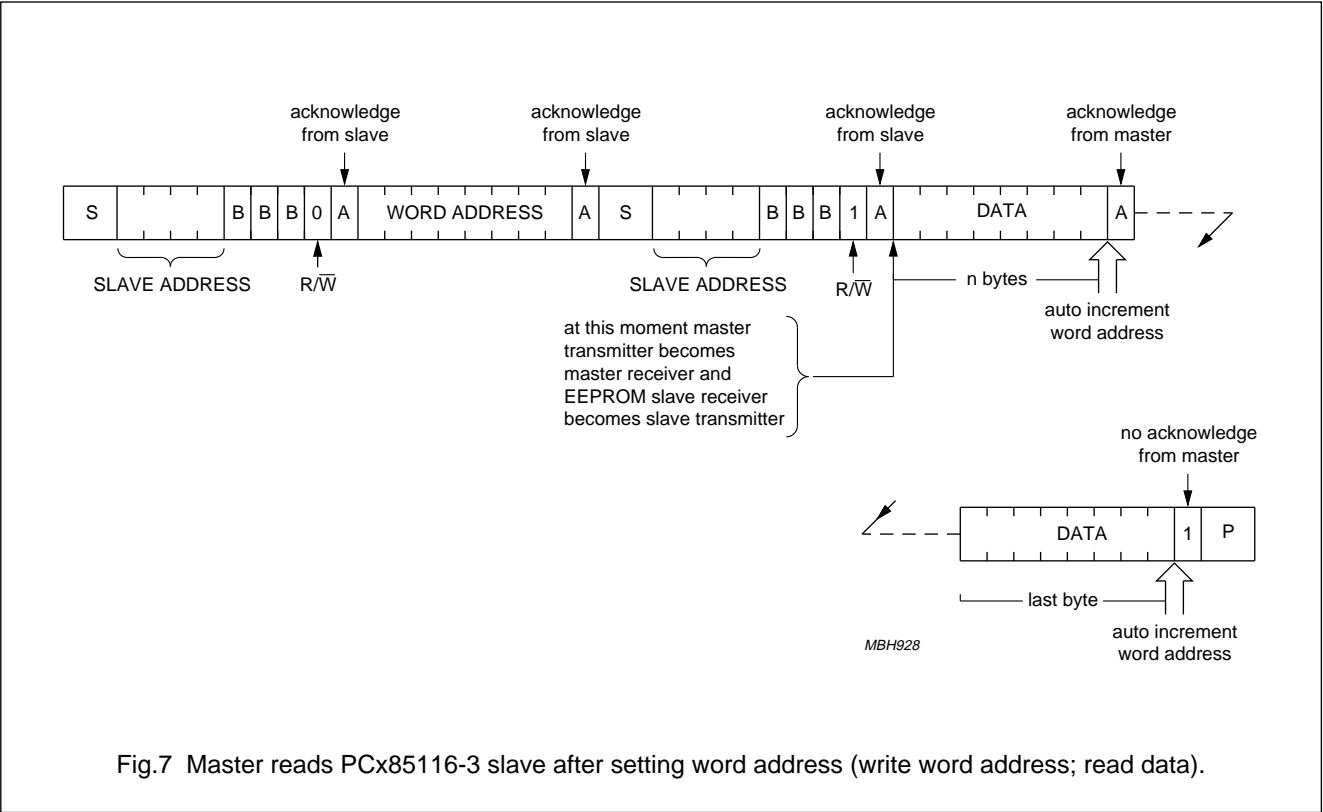 acknowledge
from slave
acknowledge
from slave
acknowledge
from slave
acknowledge
from master
S B B B 0 A WORD ADDRESS A S B B B 1 A DATA A
SLAVE ADDRESS
R/W̅
SLAVE ADDRESS
R/W̅
n bytes
auto increment
word address
at this moment master
transmitter becomes
master receiver and
EEPROM slave receiver
becomes slave transmitter
no acknowledge
from master
DATA 1 P
last byte
auto increment
word address
MBH928
Fig.7 Master reads PCx85116-3 slave after setting word address (write word address; read data).